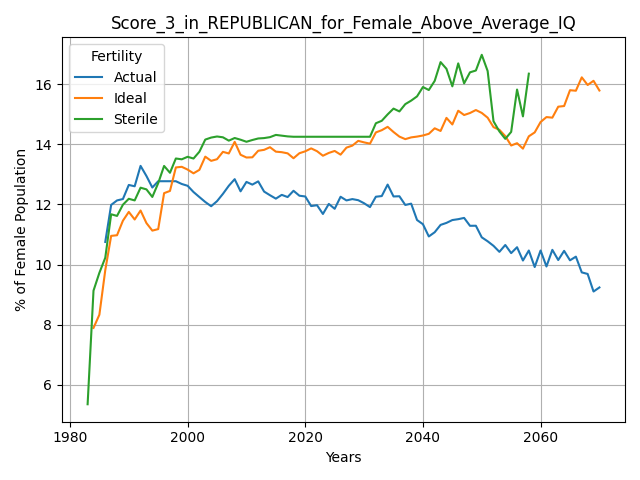 Score_3_in_REPUBLICAN_for_Female_Above_Average_IQ
Fertility
Actual
Ideal
Sterile
% of Female Population
16
14
12
10
8
6
1980
2000
2020
2040
2060
Years